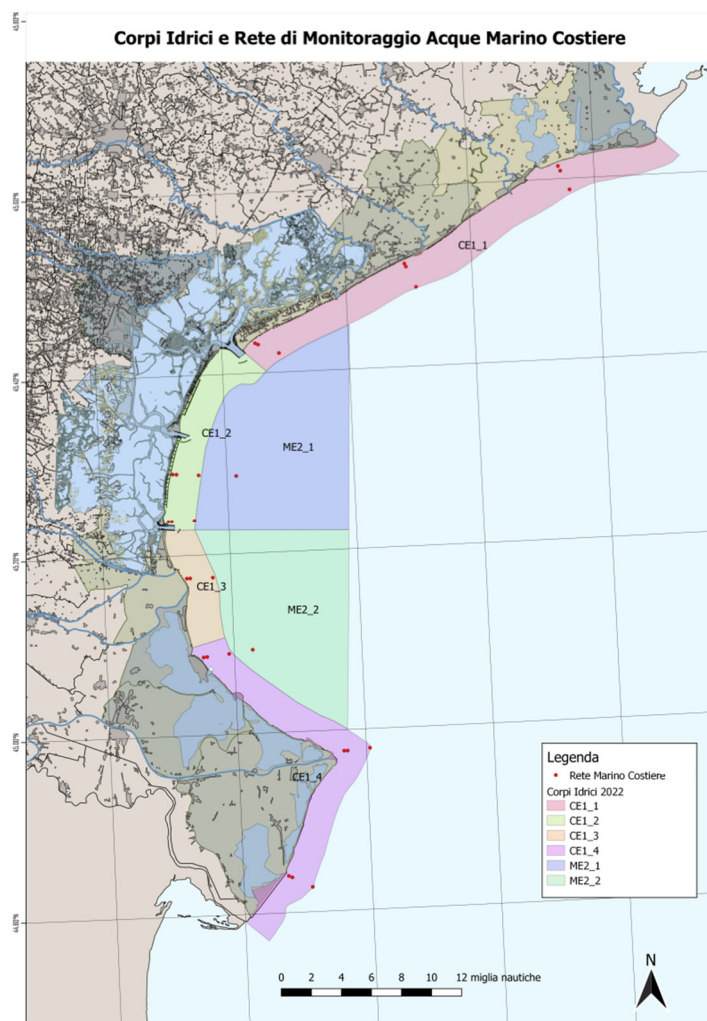 Corpi Idrici e Rete di Monitoraggio Acque Marino Costiere
CE1_1
CE1_2
ME2_1
CE1_3
ME2_2
CE1_4
Legenda
Rete Marino Costiere
Corpi Idrici 2022
CE1_1
CE1_2
CE1_3
CE1_4
ME2_1
ME2_2
0 2 4 6 8 10 12 miglia nautiche
N